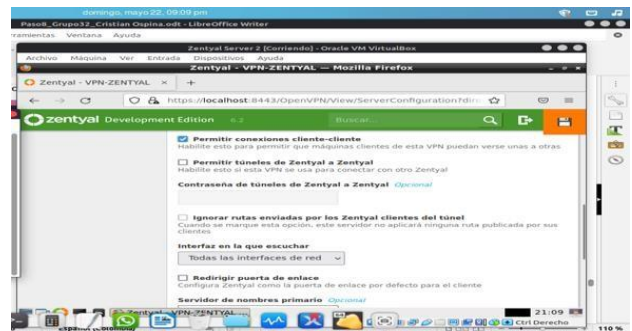 domingo, mayo 22, 09:09 pm
Paso8_Grupo32_Cristian Ospina.odt - LibreOffice Writer
ramientas Ventana Ayuda
Zentyal Server 2 [Corriendo] - Oracle VM VirtualBox
Archivo Máquina Ver Entrada Dispositivos Ayuda
Zentyal - VPN-ZENTYAL — Mozilla Firefox
Zentyal - VPN-ZENTYAL × +
https://localhost:8443/OpenVPN/View/ServerConfiguration?dir
zentyal Development Edition 6.2 Buscar...
Permitir conexiones cliente-cliente
Habilite esto para permitir que máquinas clientes de esta VPN puedan verse unas a otras
Permitir túneles de Zentyal a Zentyal
Habilite esto si esta VPN se usa para conectar con otro Zentyal
Contraseña de túneles de Zentyal a Zentyal Opcional
Ignorar rutas enviadas por los Zentyal clientes del túnel
Cuando se marque esta opción, este servidor no aplicará ninguna ruta publicada por sus
clientes
Interfaz en la que escuchar
Todas las interfaces de red
Redirigir puerta de enlace
Configura Zentyal como la puerta de enlace por defecto para el cliente
Servidor de nombres primario Opcional
21:09
Ctrl Derecho
110 %